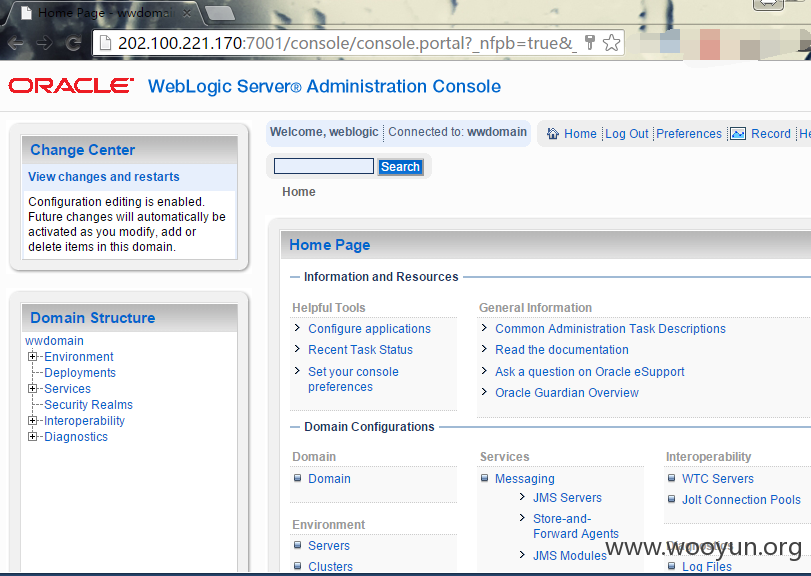 Home Page - wwdomai
202.100.221.170:7001/console/console.portal?_nfpb=true&_
ORACLE® WebLogic Server® Administration Console
Change Center
View changes and restarts
Configuration editing is enabled.
Future changes will automatically be
activated as you modify, add or
delete items in this domain.
Domain Structure
wwdomain
Environment
Deployments
Services
Security Realms
Interoperability
Diagnostics
Welcome, weblogic
Connected to: wwdomain
Home
Log Out
Preferences
Record
He
Search
Home
Home Page
Information and Resources
Helpful Tools
Configure applications
Recent Task Status
Set your console
preferences
General Information
Common Administration Task Descriptions
Read the documentation
Ask a question on Oracle eSupport
Oracle Guardian Overview
Domain Configurations
Domain
Domain
Environment
Servers
Clusters
Services
Messaging
JMS Servers
Store-and-
Forward Agents
JMS Modules
Interoperability
WTC Servers
Jolt Connection Pools
Diagnostics
Log Files
www.wooyun.org